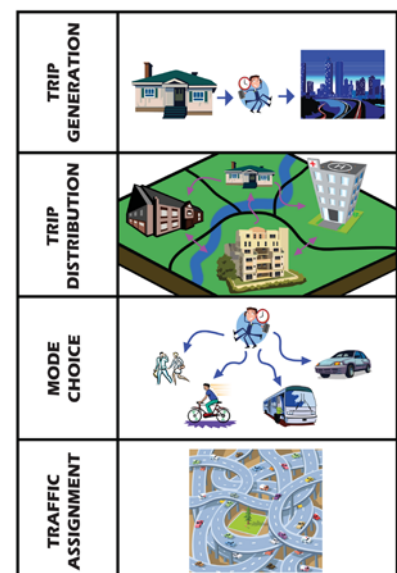 TRIP
GENERATION
TRIP
DISTRIBUTION
MODE
CHOICE
TRAFFIC
ASSIGNMENT